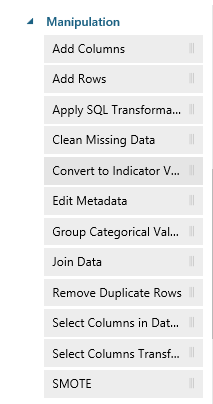 Manipulation
Add Columns
Add Rows
Apply SQL Transforma...
Clean Missing Data
Convert to Indicator V...
Edit Metadata
Group Categorical Val...
Join Data
Remove Duplicate Rows
Select Columns in Dat...
Select Columns Transf...
SMOTE